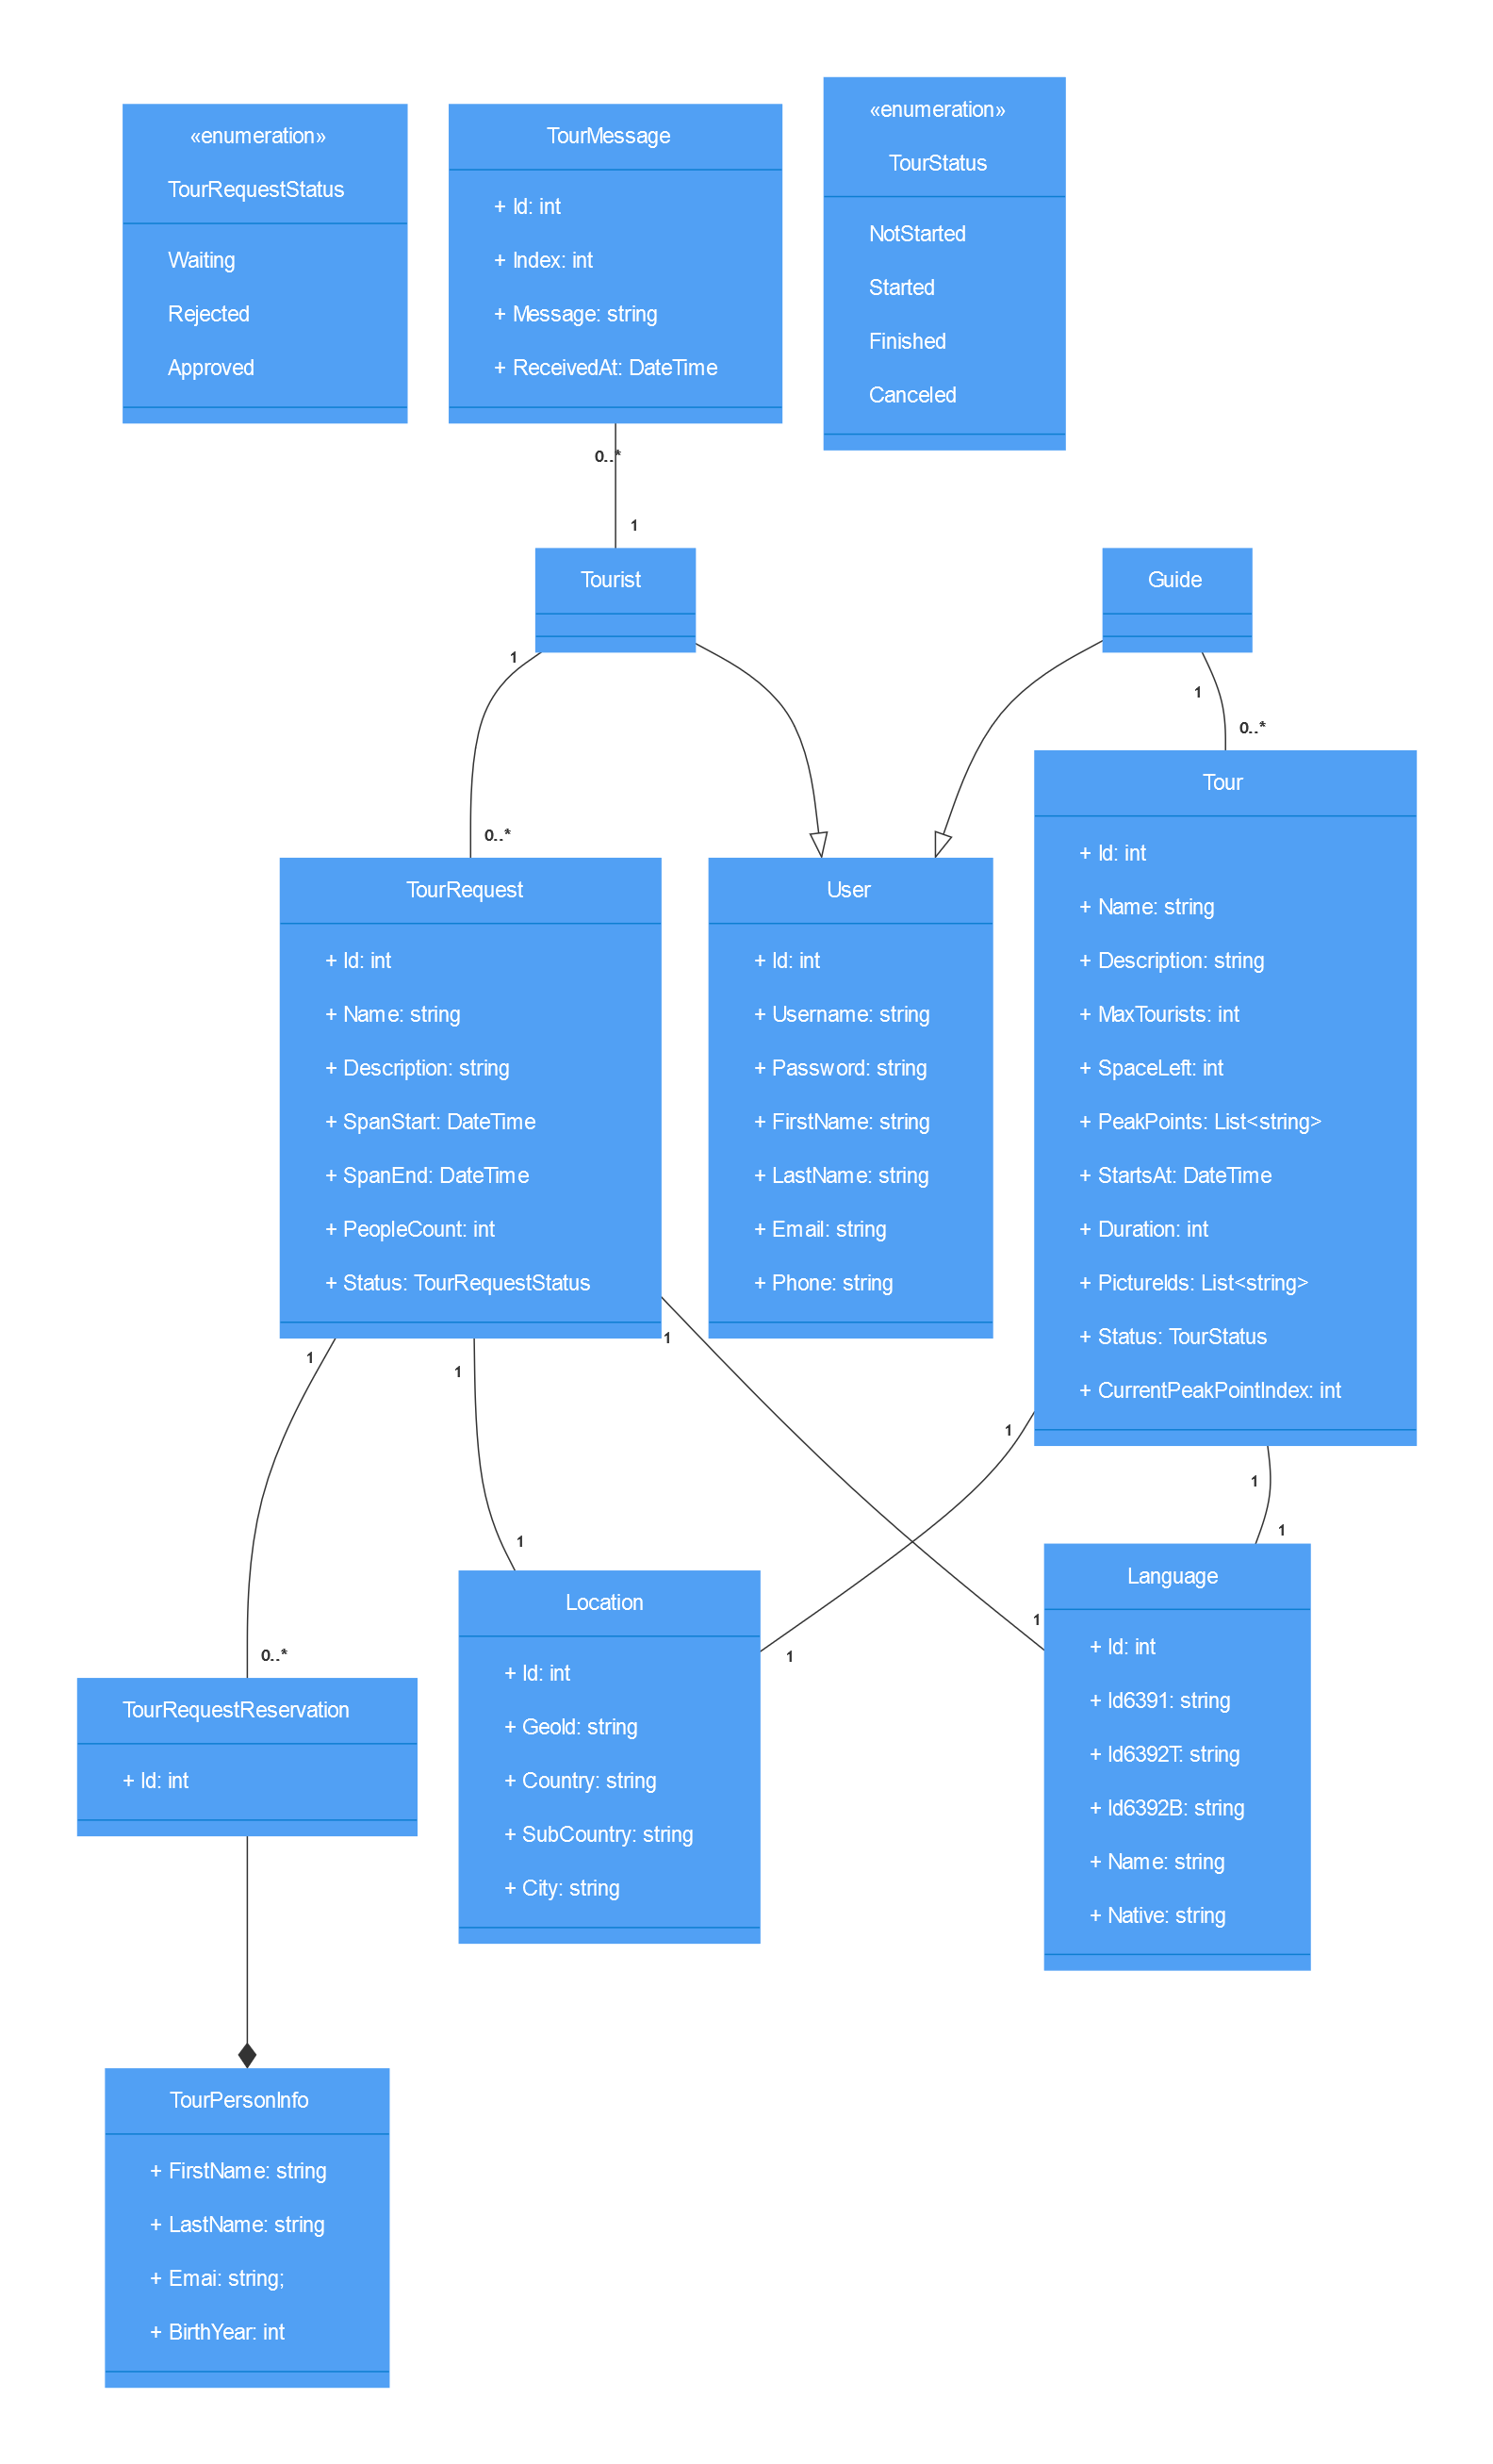 «enumeration»
TourRequestStatus
Waiting
Rejected
Approved
TourMessage
+ Id: int
+ Index: int
+ Message: string
+ ReceivedAt: DateTime
«enumeration»
TourStatus
NotStarted
Started
Finished
Canceled
0..*
1
Tourist
Guide
1
1
0..*
0..*
TourRequest
+ Id: int
+ Name: string
+ Description: string
+ SpanStart: DateTime
+ SpanEnd: DateTime
+ PeopleCount: int
+ Status: TourRequestStatus
User
+ Id: int
+ Username: string
+ Password: string
+ FirstName: string
+ LastName: string
+ Email: string
+ Phone: string
Tour
+ Id: int
+ Name: string
+ Description: string
+ MaxTourists: int
+ SpaceLeft: int
+ PeakPoints: List<string>
+ StartsAt: DateTime
+ Duration: int
+ PictureIds: List<string>
+ Status: TourStatus
+ CurrentPeakPointIndex: int
1
1
1
1
1
1
1
1
1
0..*
TourRequestReservation
+ Id: int
Location
+ Id: int
+ GeoId: string
+ Country: string
+ SubCountry: string
+ City: string
Language
+ Id: int
+ Id6391: string
+ Id6392T: string
+ Id6392B: string
+ Name: string
+ Native: string
TourPersonInfo
+ FirstName: string
+ LastName: string
+ Emai: string;
+ BirthYear: int